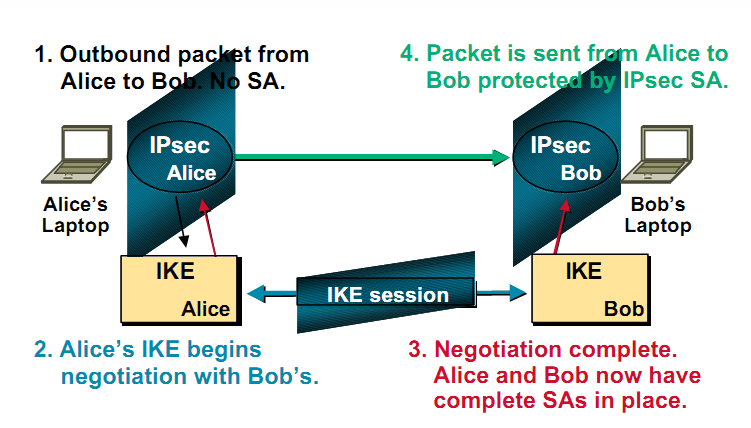 1. Outbound packet from
Alice to Bob. No SA.
4. Packet is sent from Alice to
Bob protected by IPsec SA.
IPsec
Alice
IPsec
Bob
Alice’s
Laptop
Bob's
Laptop
IKE
Alice
IKE session
IKE
Bob
2. Alice’s IKE begins
negotiation with Bob’s.
3. Negotiation complete.
Alice and Bob now have
complete SAs in place.